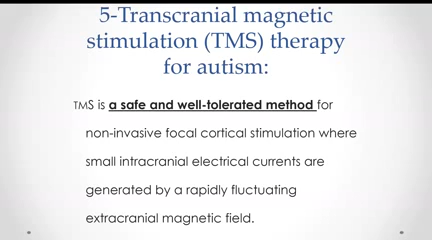 5-Transcranial magnetic
stimulation (TMS) therapy
for autism:
TMS is a safe and well-tolerated method for
non-invasive focal cortical stimulation where
small intracranial electrical currents are
generated by a rapidly fluctuating
extracranial magnetic field.